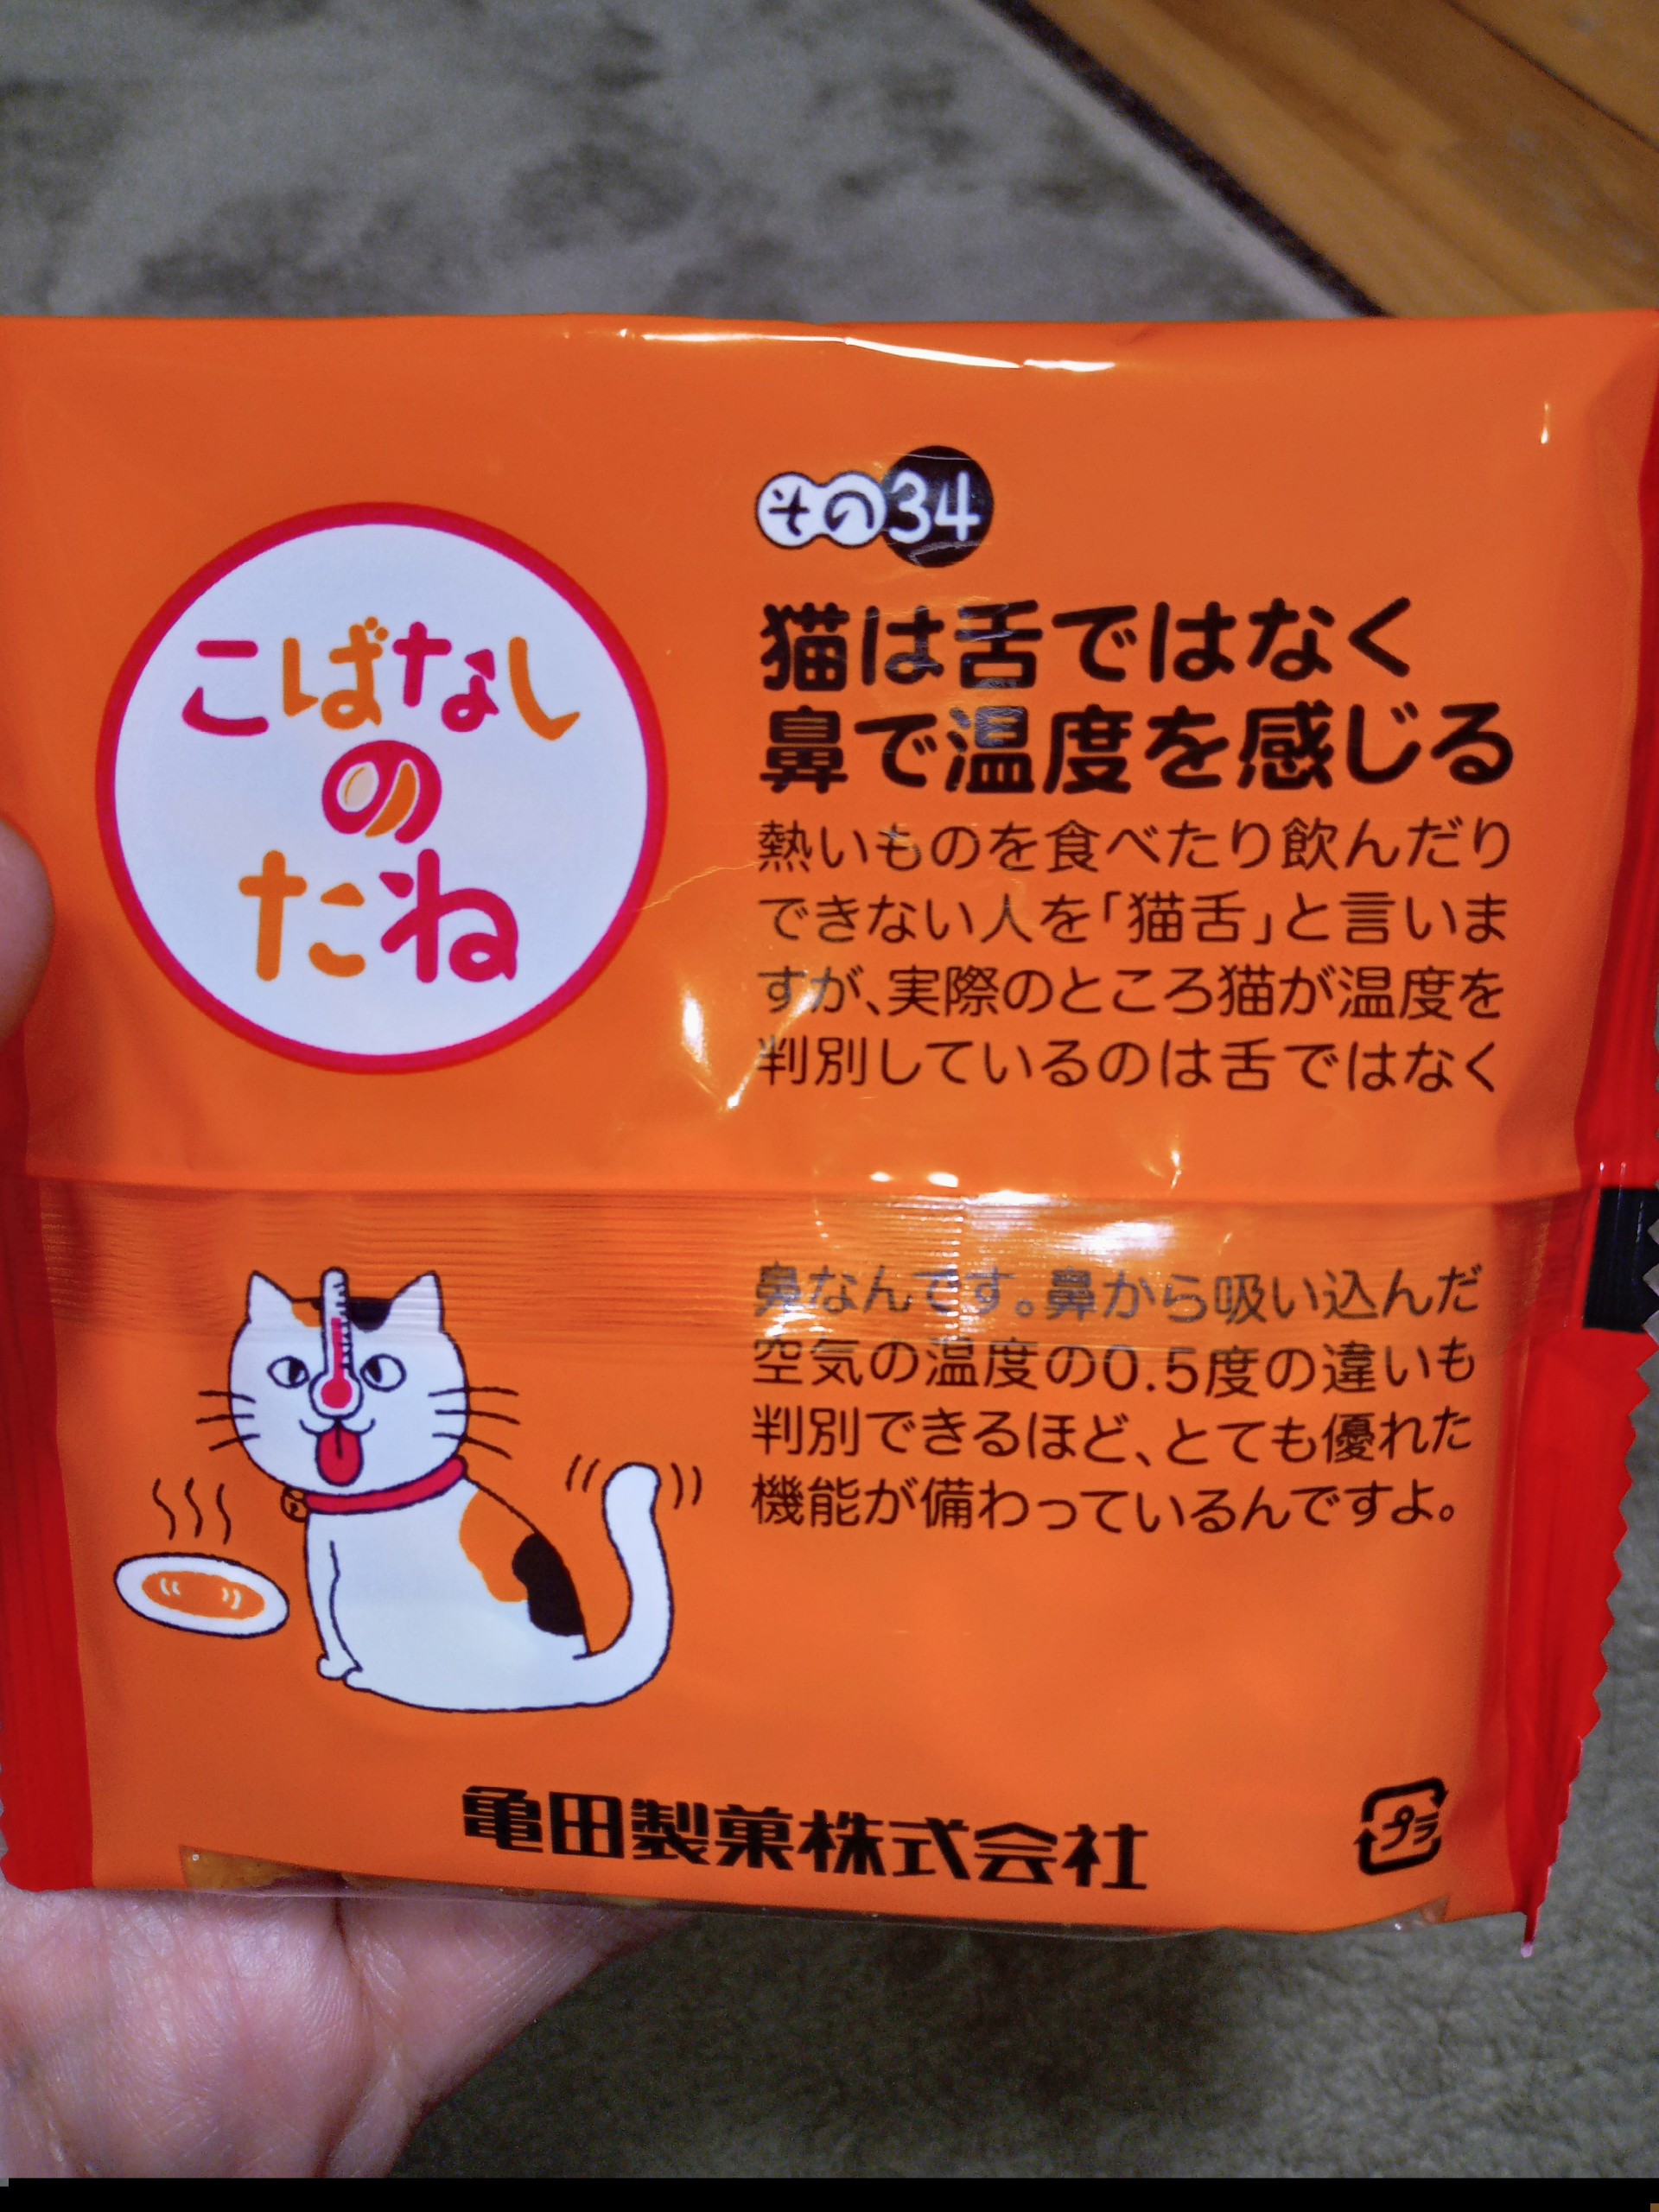 こばなし
の
たね
その34
猫は舌ではなく
鼻で温度を感じる
熱いものを食べたり飲んだり
できない人を「猫舌」と言いま
すが、実際のところ猫が温度を
判別しているのは舌ではなく
鼻なんです。鼻から吸い込んだ
空気の温度の0.5度の違いも
判別できるほど、とても優れた
機能が備わっているんですよ。
亀田製菓株式会社
プラ